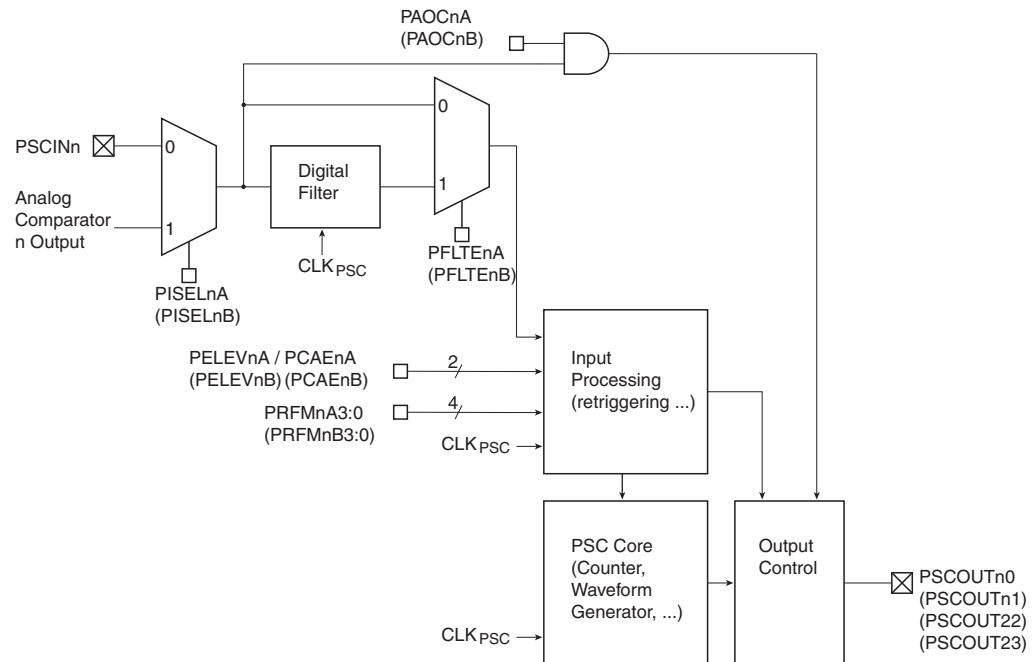 PAOCnA
(PAOCnB)
0
PSCINn
0
Digital
Filter
1
Analog
Comparator
n Output
1
CLKPSC
PFLTEnA
(PFLTEnB)
PISELnA
(PISELnB)
PELEVnA / PCAEnA
(PELEVnB) (PCAEnB)
2
Input
Processing
(retriggering ...)
PRFMnA3:0
(PRFMnB3:0)
4
CLKPSC
PSC Core
(Counter,
Waveform
Generator, ...)
Output
Control
CLKPSC
PSCOUTn0
(PSCOUTn1)
(PSCOUT22)
(PSCOUT23)